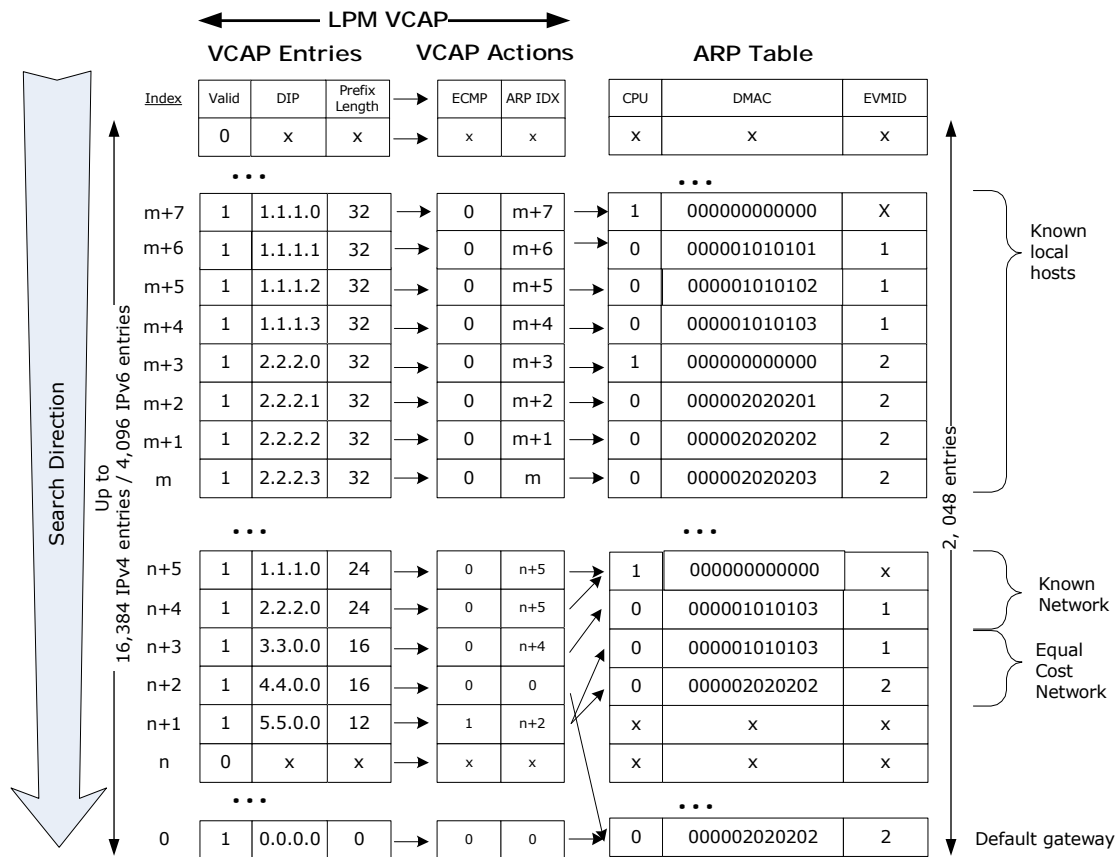 LPM VCAP
VCAP Entries VCAP Actions ARP Table
Index Valid DIP Prefix Length ECMP ARP IDX CPU DMAC EVMID
0 x x x x x x x
... ...
m+7 1 1.1.1.0 32 0 m+7 1 000000000000 X
m+6 1 1.1.1.1 32 0 m+6 0 000001010101 1
m+5 1 1.1.1.2 32 0 m+5 0 000001010102 1
m+4 1 1.1.1.3 32 0 m+4 0 000001010103 1
m+3 1 2.2.2.0 32 0 m+3 1 000000000000 2
m+2 1 2.2.2.1 32 0 m+2 0 000002020201 2
m+1 1 2.2.2.2 32 0 m+1 0 000002020202 2
m 1 2.2.2.3 32 0 m 0 000002020203 2
... ...
n+5 1 1.1.1.0 24 0 n+5 1 000000000000 x
n+4 1 2.2.2.0 24 0 n+5 0 000001010103 1
n+3 1 3.3.0.0 16 0 n+4 0 000001010103 1
n+2 1 4.4.0.0 16 0 0 0 000002020202 2
n+1 1 5.5.0.0 12 1 n+2 x x x
n 0 x x x x x x x
... ...
0 1 0.0.0.0 0 0 0 0 000002020202 2 Default gateway
Search Direction
Up to
16,384 IPv4 entries / 4,096 IPv6 entries
2, 048 entries
Known
local
hosts
Known
Network
Equal
Cost
Network